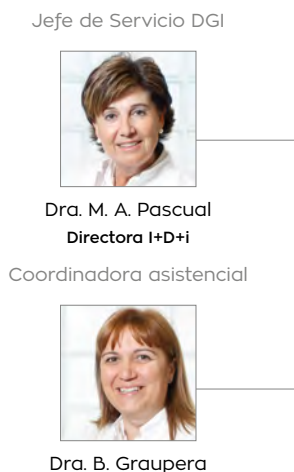 Jefe de Servicio DGI
Dra. M. A. Pascual
Directora I+D+i
Coordinadora asistencial
Dra. B. Graupera